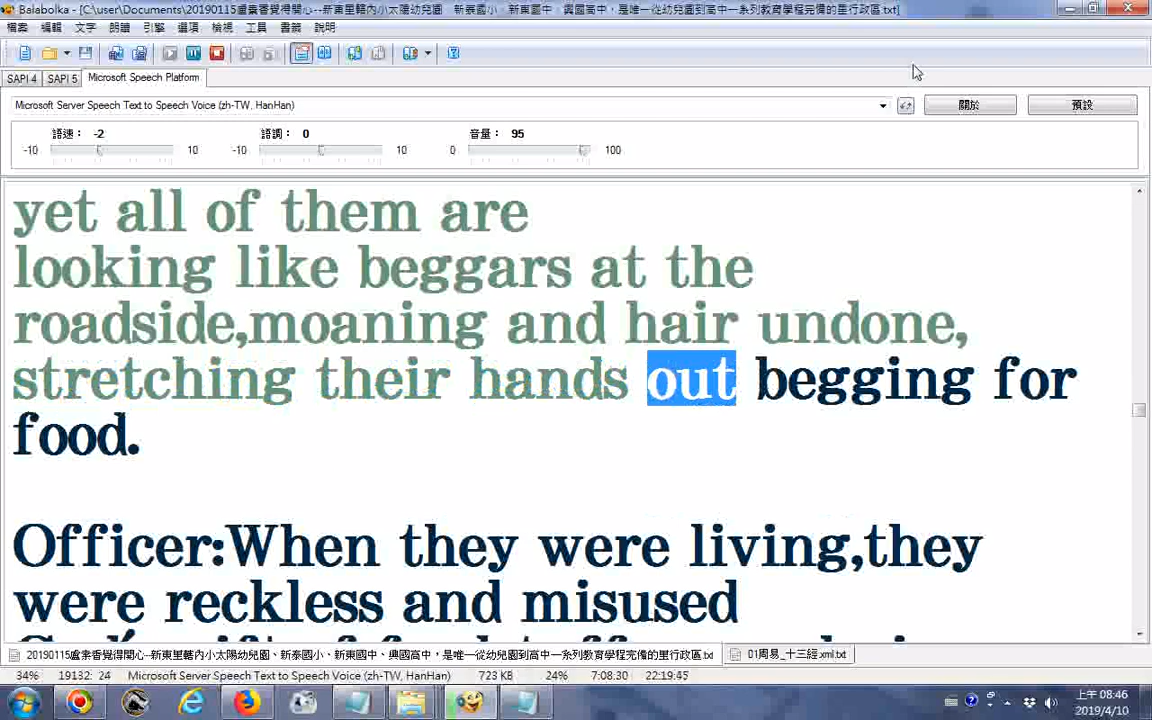 Balabolka - [C:\user\Documents\20190115盧彙香覺得開心--新東里轄內小太陽幼兒園、新泰國小、新東國中、興國高中，是唯一從幼兒園到高中一系列教育學程完備的里行政區.txt]
檔案 編輯 文字 朗讀 引擎 選項 檢視 工具 書籤 說明
SAPI 4 SAPI 5 Microsoft Speech Platform
Microsoft Server Speech Text to Speech Voice (zh-TW, HanHan) 關於 預設
語速： -2 語調： 0 音量： 95
-10 10 -10 10 0 100
yet all of them are
looking like beggars at the
roadside,moaning and hair undone,
stretching their hands out begging for
food.
Officer:When they were living,they
were reckless and misused
20190115盧彙香覺得開心--新東里轄內小太陽幼兒園、新泰國小、新東國中、興國高中，是唯一從幼兒園到高中一系列教育學程完備的里行政區.txt 01周易_十三經.xml.txt
34% 19132: 24 Microsoft Server Speech Text to Speech Voice (zh-TW, HanHan) 723 KB 24% 7:08:30 22:19:45
上午 08:46
2019/4/10